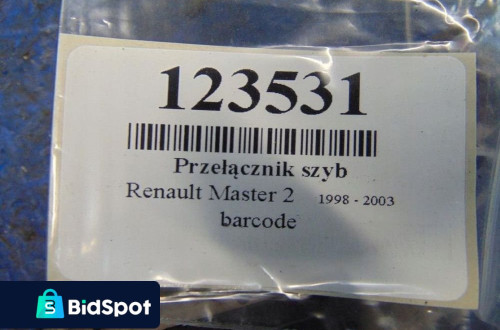 123531
Przełącznik szyb
Renault Master 2 1998 - 2003
barcode
S
BidSpot